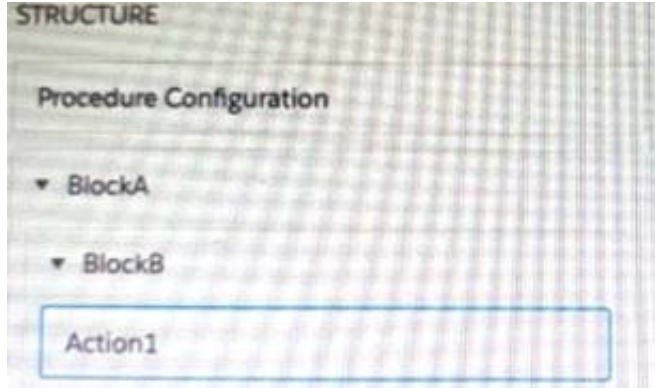 STRUCTURE
Procedure Configuration
BlockA
BlockB
Action1